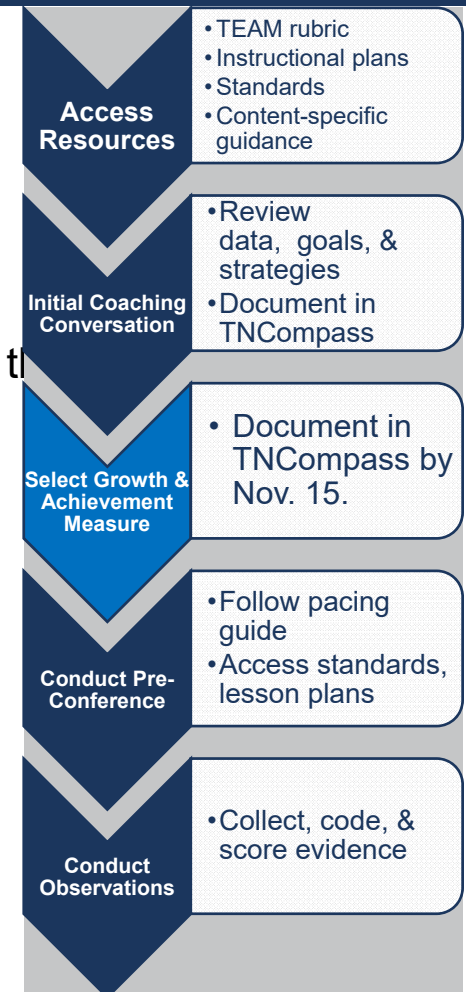 Access
Resources
• TEAM rubric
• Instructional plans
• Standards
• Content-specific
guidance
Initial Coaching
Conversation
•Review
data, goals, &
strategies
•Document in
TNCompass
Select Growth &
Achievement
Measure
• Document in
TNCompass by
Nov. 15.
Conduct Pre-
Conference
•Follow pacing
guide
•Access standards,
lesson plans
Conduct
Observations
•Collect, code, &
score evidence